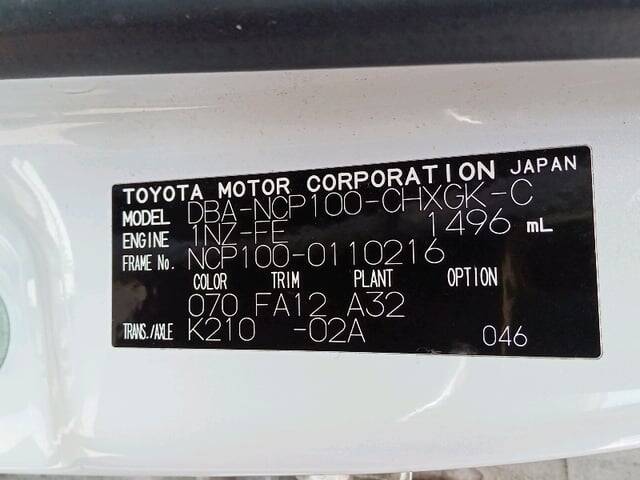 TOYOTA MOTOR CORPORATION JAPAN
MODEL DBA-NCP100-CHXGK-C
ENGINE 1NZ-FE 1496 mL
FRAME No. NCP100-0110216
COLOR TRIM PLANT OPTION
070 FA12 A32
TRANS./AXLE K210 -02A 046